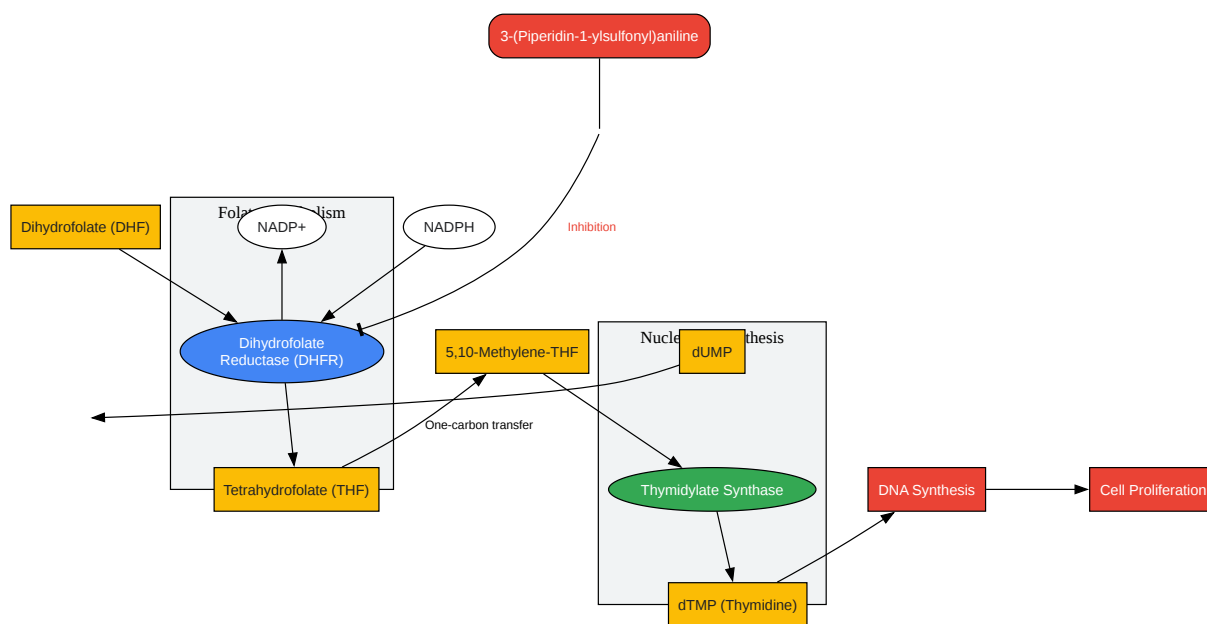 3-(Piperidin-1-ylsulfonyl)aniline
Inhibition
Dihydrofolate (DHF)
NADP+
NADPH
Dihydrofolate
Reductase (DHFR)
5,10-Methylene-THF
dUMP
One-carbon transfer
Tetrahydrofolate (THF)
Thymidylate Synthase
DNA Synthesis
Cell Proliferation
dTMP (Thymidine)